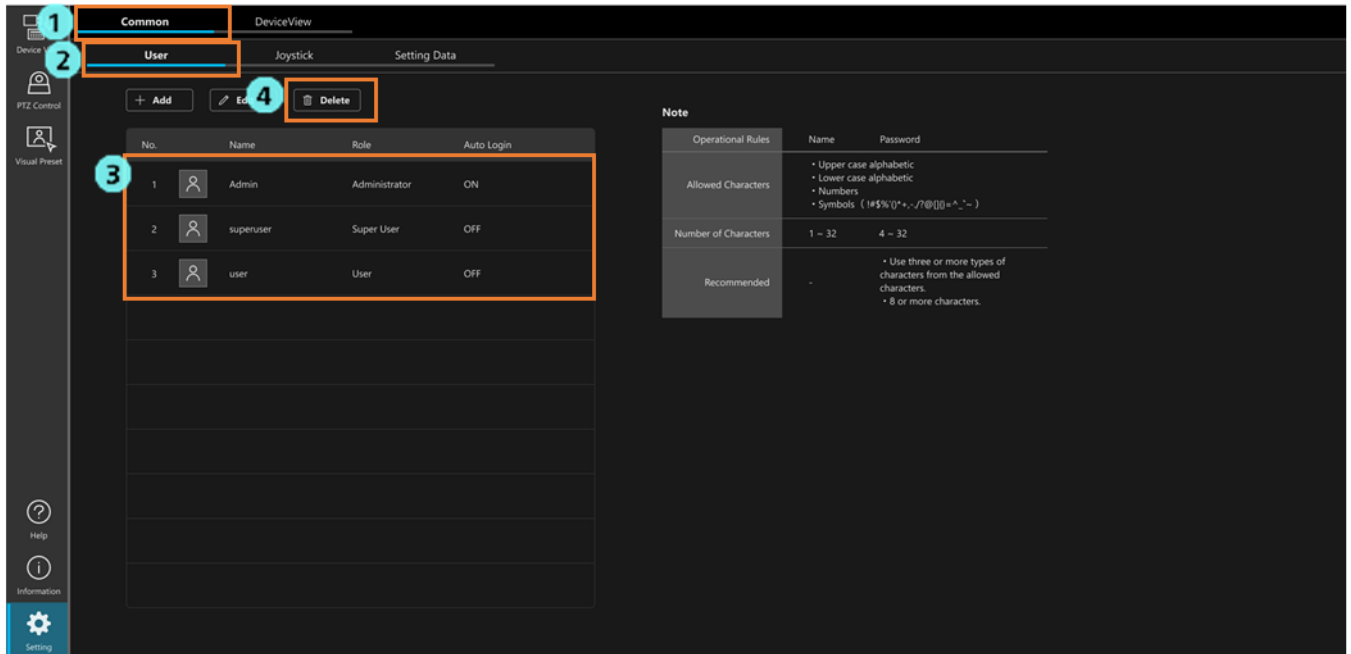 1
Common
DeviceView
Device
2
User
Joystick
Setting Data
PTZ Control
Visual Preset
+ Add
4
Delete
No.
Name
Role
Auto Login
3
1
Admin
Administrator
ON
2
superuser
Super User
OFF
3
user
User
OFF
Note
Operational Rules
Name
Password
Allowed Characters
・Upper case alphabetic
・Lower case alphabetic
・Numbers
・Symbols
Number of Characters
1 ~ 32
4 ~ 32
Recommended
-
・Use three or more types of
characters from the allowed
characters.
・8 or more characters.
Help
Information
Setting